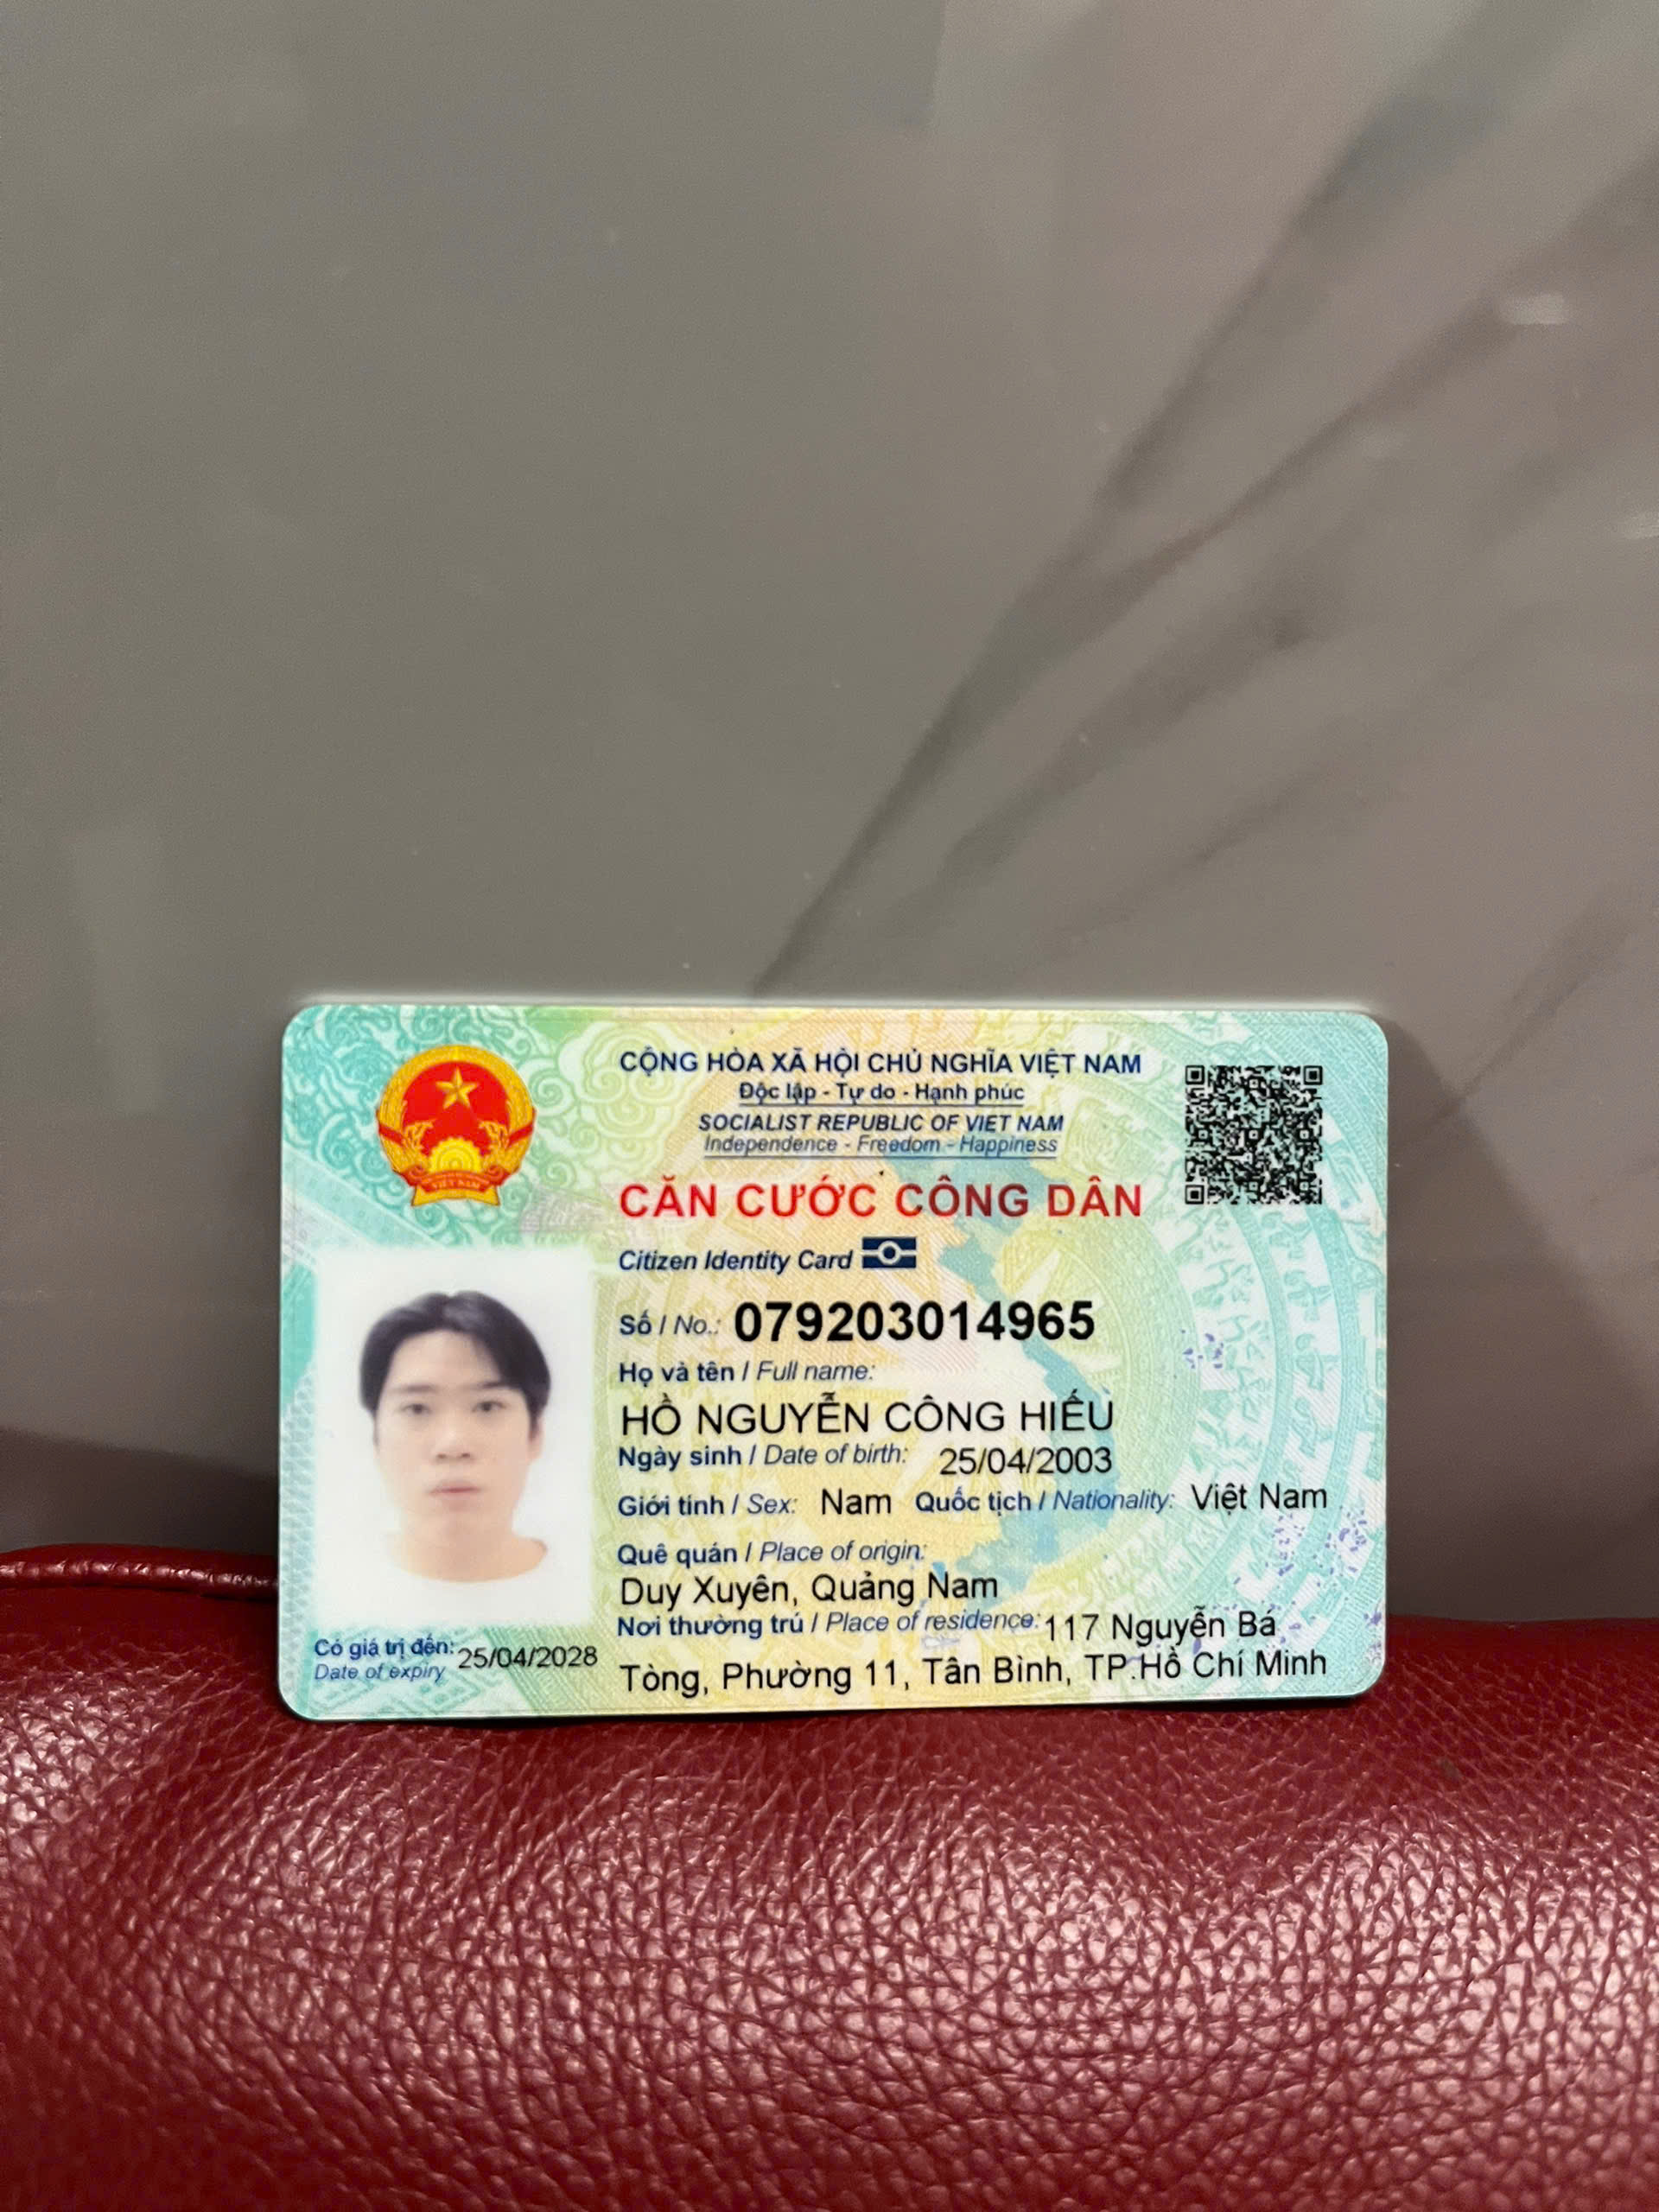 CỘNG HÒA XÃ HỘI CHỦ NGHĨA VIỆT NAM
Độc lập - Tự do - Hạnh phúc
SOCIALIST REPUBLIC OF VIET NAM
Independence - Freedom - Happiness
CĂN CƯỚC CÔNG DÂN
Citizen Identity Card
Số / No.: 079203014965
Họ và tên / Full name:
HỒ NGUYỄN CÔNG HIẾU
Ngày sinh / Date of birth: 25/04/2003
Giới tính / Sex: Nam Quốc tịch / Nationality: Việt Nam
Quê quán / Place of origin:
Duy Xuyên, Quảng Nam
Nơi thường trú / Place of residence: 117 Nguyễn Bá
Tòng, Phường 11, Tân Bình, TP.Hồ Chí Minh
Có giá trị đến: 25/04/2028
Date of expiry
VIỆT NAM